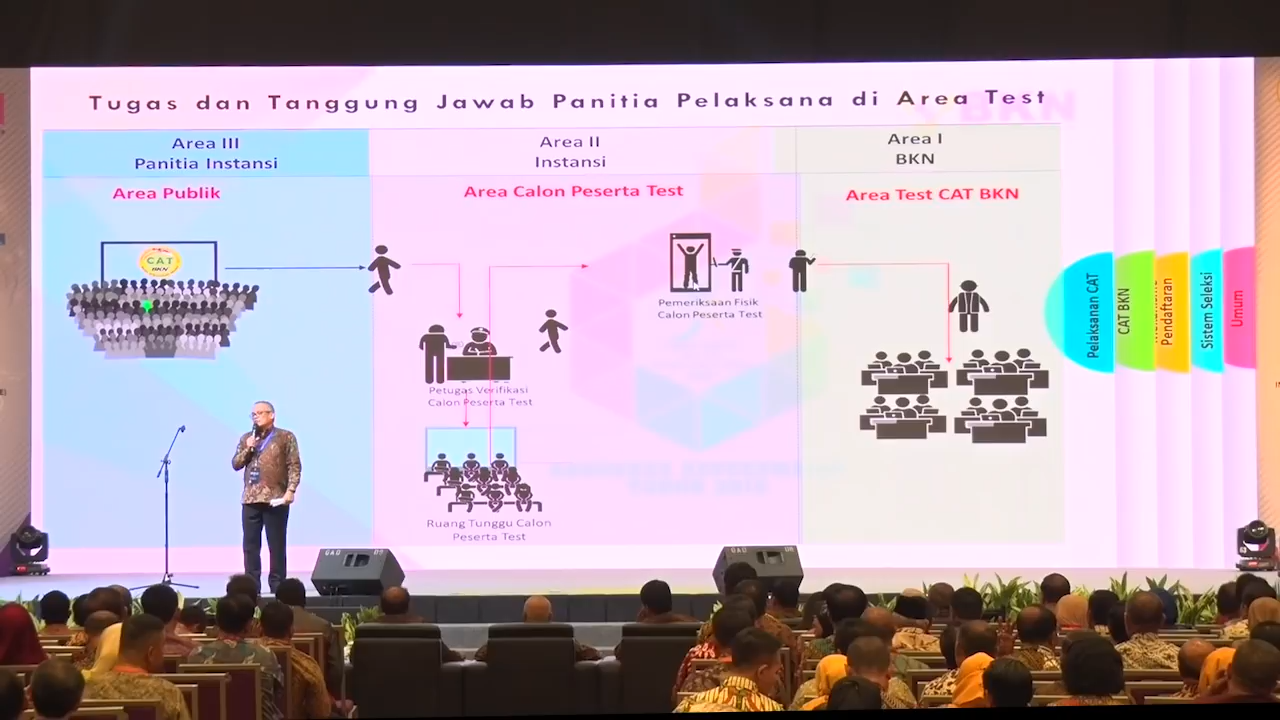 Tugas dan Tanggung Jawab Panitia Pelaksana di Area Test
BKN
Area III
Panitia Instansi
Area II
Instansi
Area I
BKN
Area Publik
Area Calon Peserta Test
Area Test CAT BKN
CAT
BKN
Pemeriksaan Fisik
Calon Peserta Test
Petugas Verifikasi
Calon Peserta Test
Ruang Tunggu Calon
Peserta Test
Pelaksanan CAT
CAT BKN
Pendaftaran
Sistem Seleksi
Umum